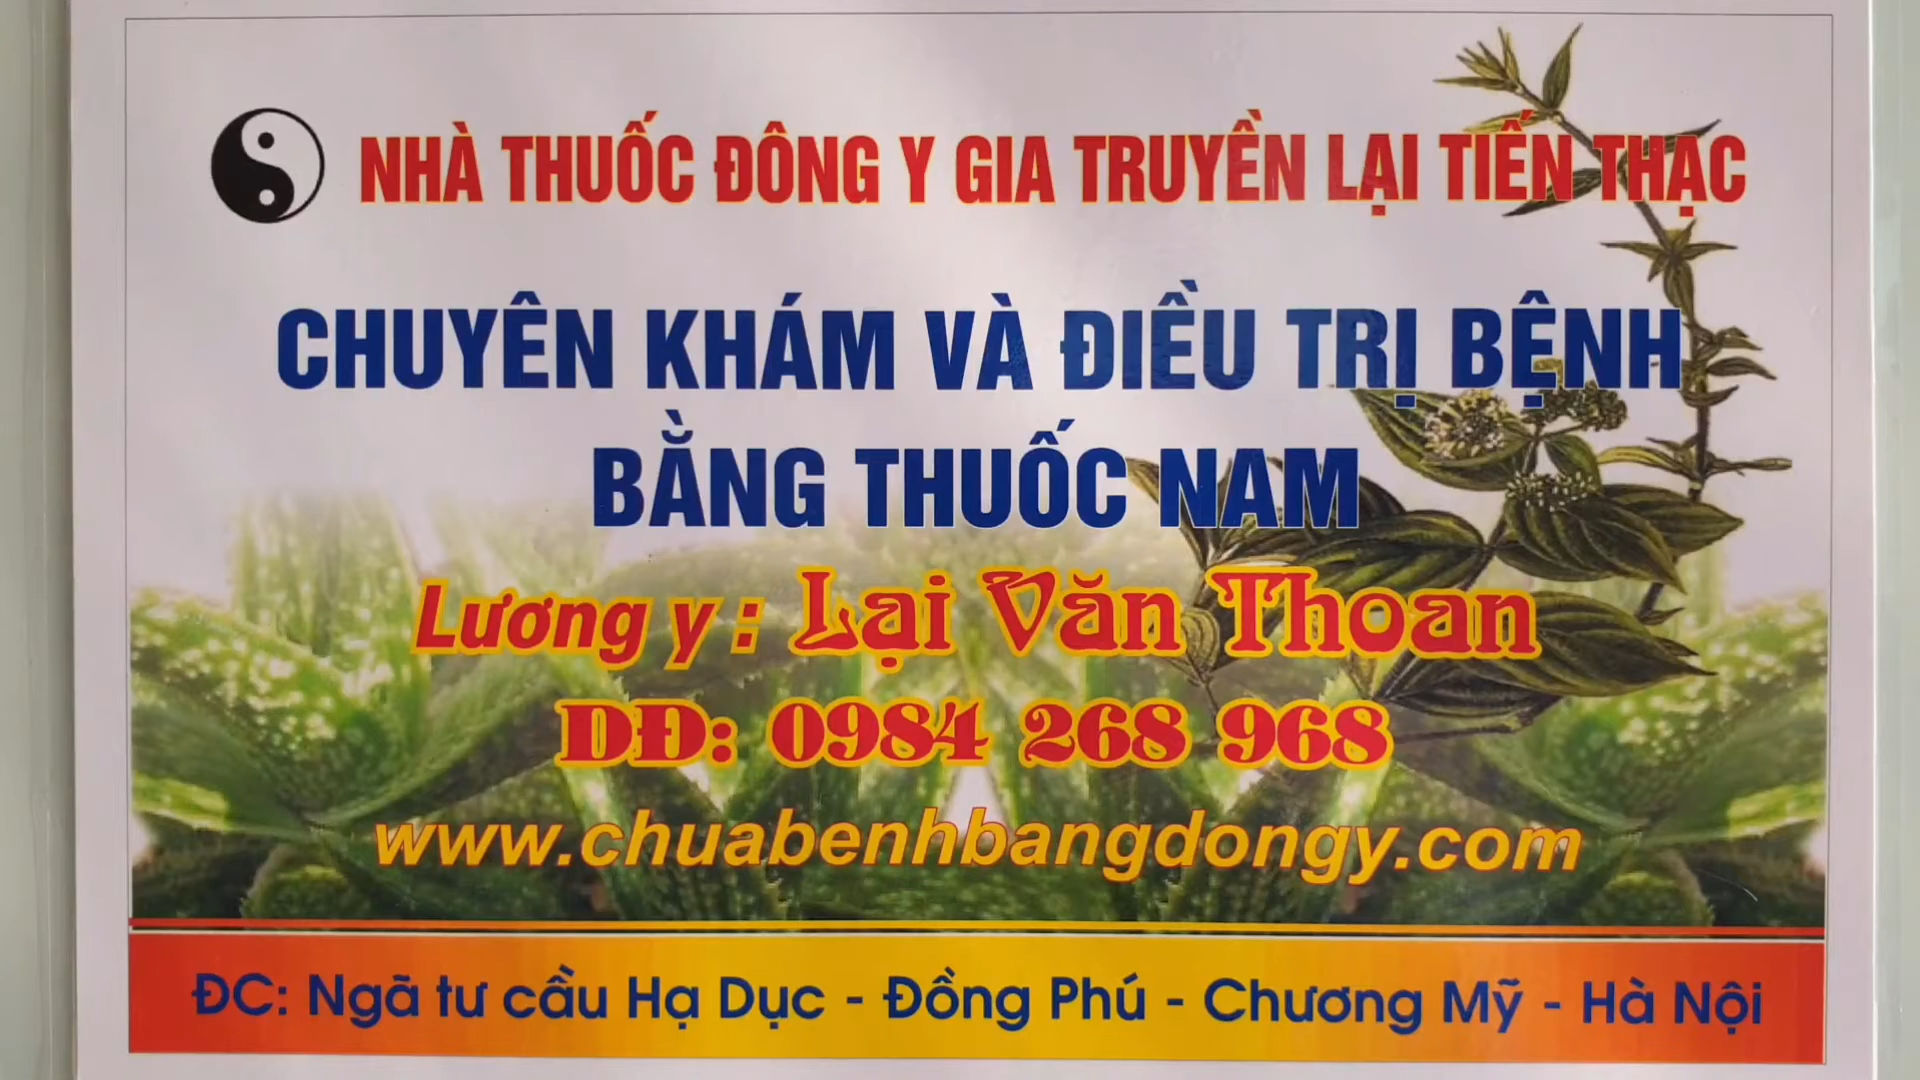 NHÀ THUỐC ĐÔNG Y GIA TRUYỀN LẠI TIẾN THẠC
CHUYÊN KHÁM VÀ ĐIỀU TRỊ BỆNH
BẰNG THUỐC NAM
Lương y : Lại Văn Thoan
DĐ: 0984 268 968
www.chuabenhbangdongy.com
ĐC: Ngã tư cầu Hạ Dục - Đồng Phú - Chương Mỹ - Hà Nội